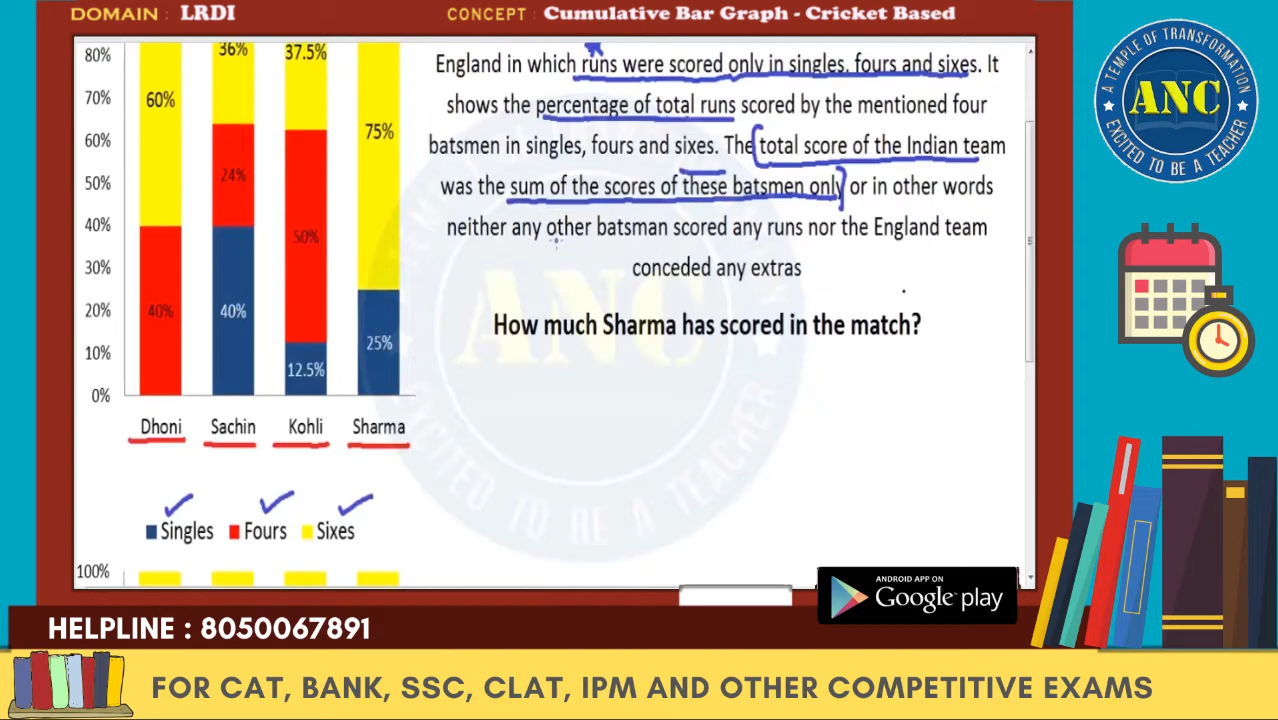 DOMAIN : LRDI
CONCEPT : Cumulative Bar Graph - Cricket Based
80%
70%
60%
50%
40%
30%
20%
10%
0%
60%
40%
36%
24%
40%
37.5%
50%
12.5%
75%
25%
Dhoni Sachin Kohli Sharma
Singles Fours Sixes
100%
England in which runs were scored only in singles, fours and sixes. It
shows the percentage of total runs scored by the mentioned four
batsmen in singles, fours and sixes. The total score of the Indian team
was the sum of the scores of these batsmen only or in other words
neither any other batsman scored any runs nor the England team
conceded any extras
How much Sharma has scored in the match?
A TEMPLE OF TRANSFORMATION
ANC
EXCITED TO BE A TEACHER
ANC
EXCITED TO BE A TEACHER
ANDROID APP ON
Google play
HELPLINE : 8050067891
FOR CAT, BANK, SSC, CLAT, IPM AND OTHER COMPETITIVE EXAMS